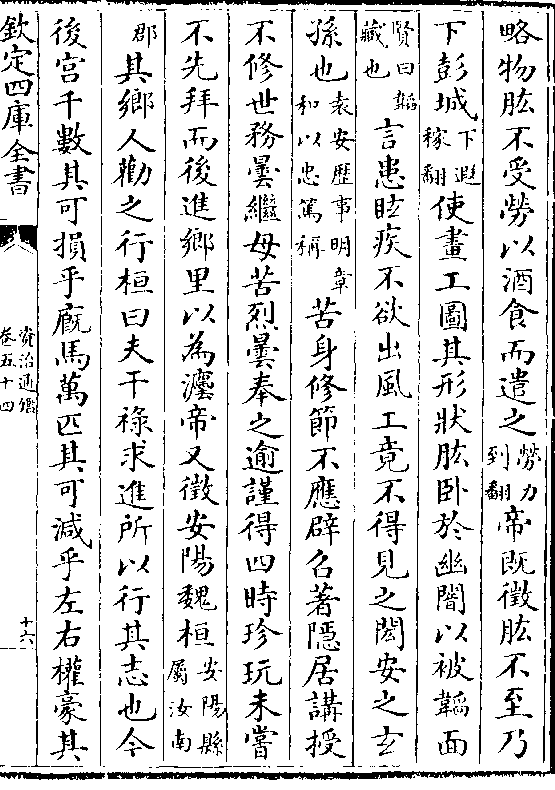 略物肱不受勞以酒食而遣之勞力到翻帝既徵肱不至乃
下彭城下遐稼翻使畫工圖其形狀肱卧於幽闇以被韜面
賢曰韜藏也言患眩疾不欲出風工竟不得見之閎安之玄
孫也袁安歷事明章和以忠篤稱苦身修節不應辟召著隱居講授
不修世務曇繼母苦烈曇奉之逾謹得四時珍玩未嘗
不先拜而後進鄉里以為灋帝又徵安陽魏桓安陽縣屬汝南
郡其鄉人勸之行桓曰夫干祿求進所以行其志也今
後宮千數其可損乎廐馬萬匹其可減乎左右權豪其
欽定四庫全書
資治通鑑
卷五十四
十六